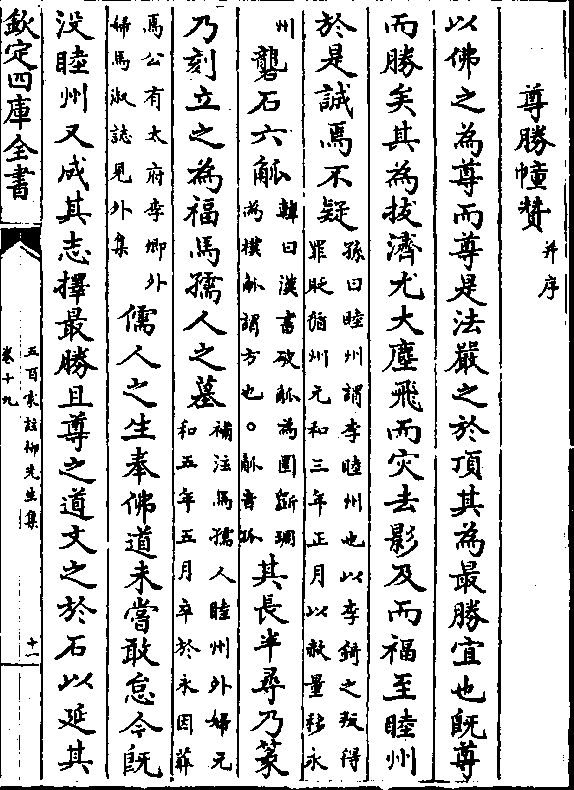 尊勝幢贊 并序
以佛之為尊而尊是法嚴之於頂其為最勝宜也既尊
而勝矣其為拔濟尤大塵飛而灾去影及而福至睦州
於是誠焉不疑 孫曰睦州謂李睦州也以李錡之叛得罪貶循州元和三年正月以赦量移永
州 礱石六觚 韓曰漢書破觚為圜斲琱為樸觚謂方也。觚音孤 其長半尋乃篆
乃刻立之為福馬孺人之墓 補注馬孺人睦州外婦元和五年五月卒於永因葬
焉公有太府李卿外婦馬淑誌見外集 儒人之生奉佛道未嘗敢怠今既
没睦州又成其志擇最勝且尊之道文之於石以延其
欽定四庫全書
五百家註柳先生集
卷十九
十一